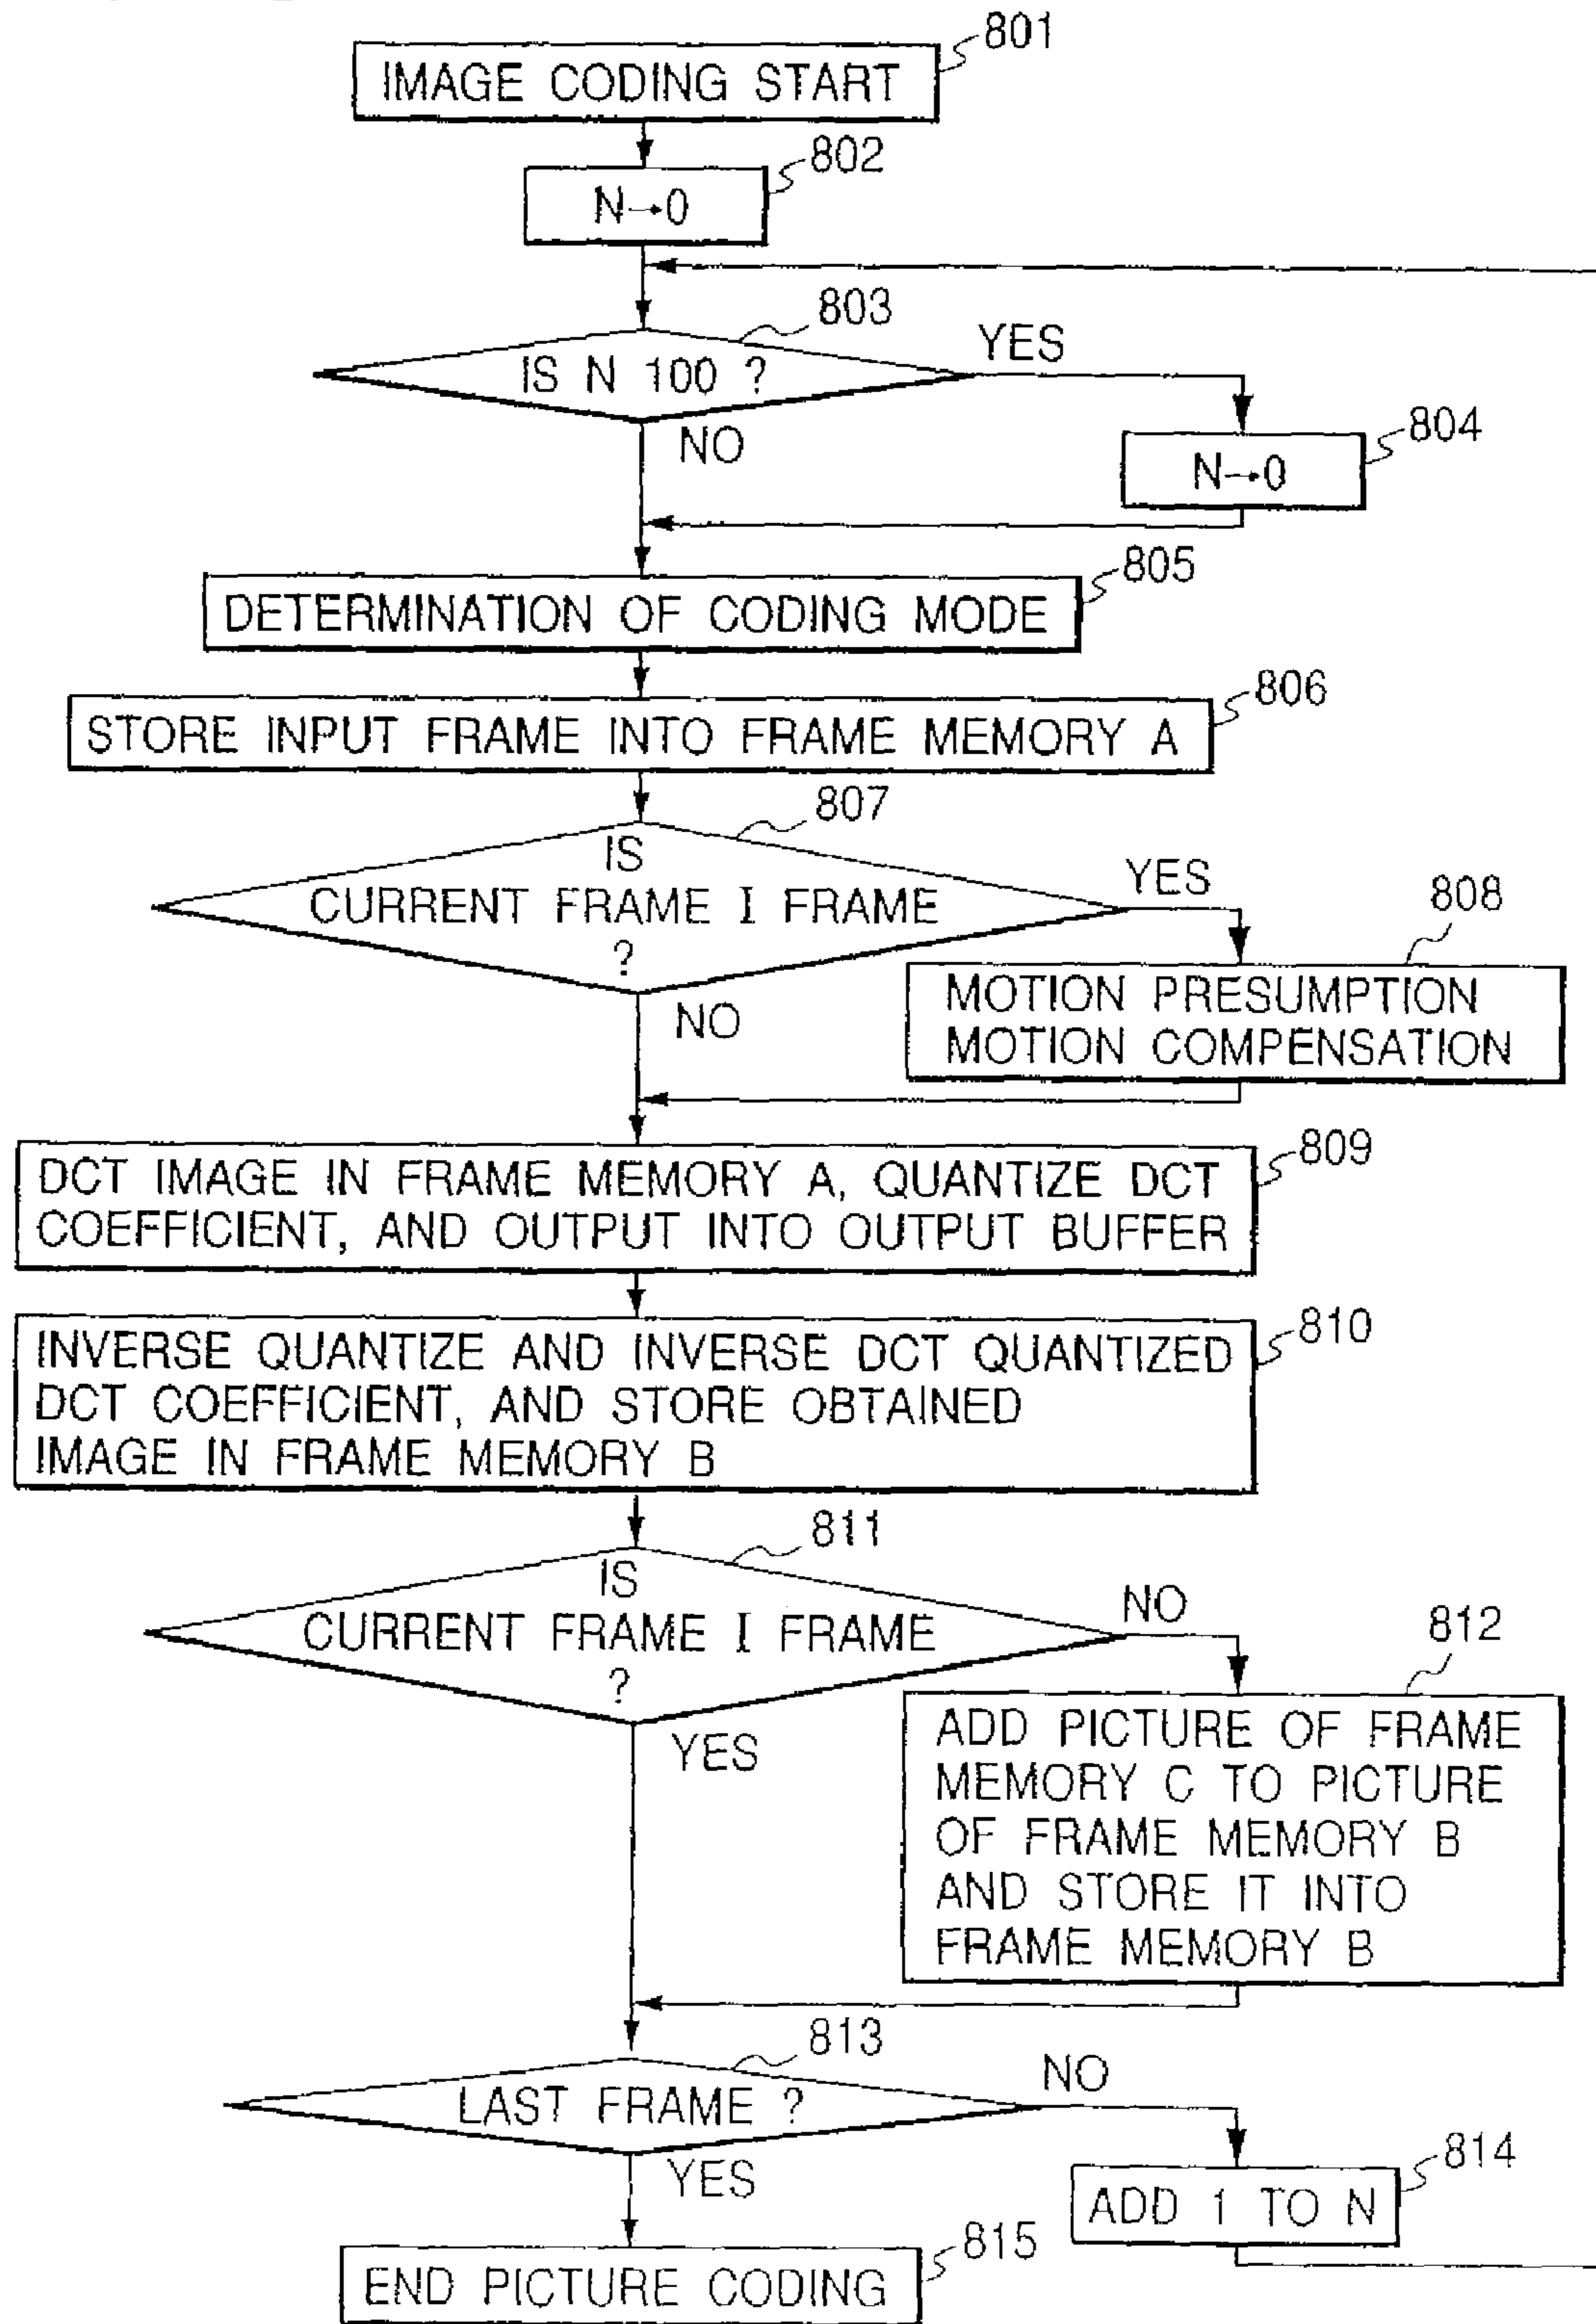 801
IMAGE CODING START
802
N→0
803
IS N 100 ?
YES
NO
804
N→0
805
DETERMINATION OF CODING MODE
806
STORE INPUT FRAME INTO FRAME MEMORY A
807
IS
CURRENT FRAME I FRAME
?
YES
NO
808
MOTION PRESUMPTION
MOTION COMPENSATION
809
DCT IMAGE IN FRAME MEMORY A, QUANTIZE DCT
COEFFICIENT, AND OUTPUT INTO OUTPUT BUFFER
810
INVERSE QUANTIZE AND INVERSE DCT QUANTIZED
DCT COEFFICIENT, AND STORE OBTAINED
IMAGE IN FRAME MEMORY B
811
IS
CURRENT FRAME I FRAME
?
NO
YES
812
ADD PICTURE OF FRAME
MEMORY C TO PICTURE
OF FRAME MEMORY B
AND STORE IT INTO
FRAME MEMORY B
813
LAST FRAME ?
NO
YES
814
ADD 1 TO N
815
END PICTURE CODING